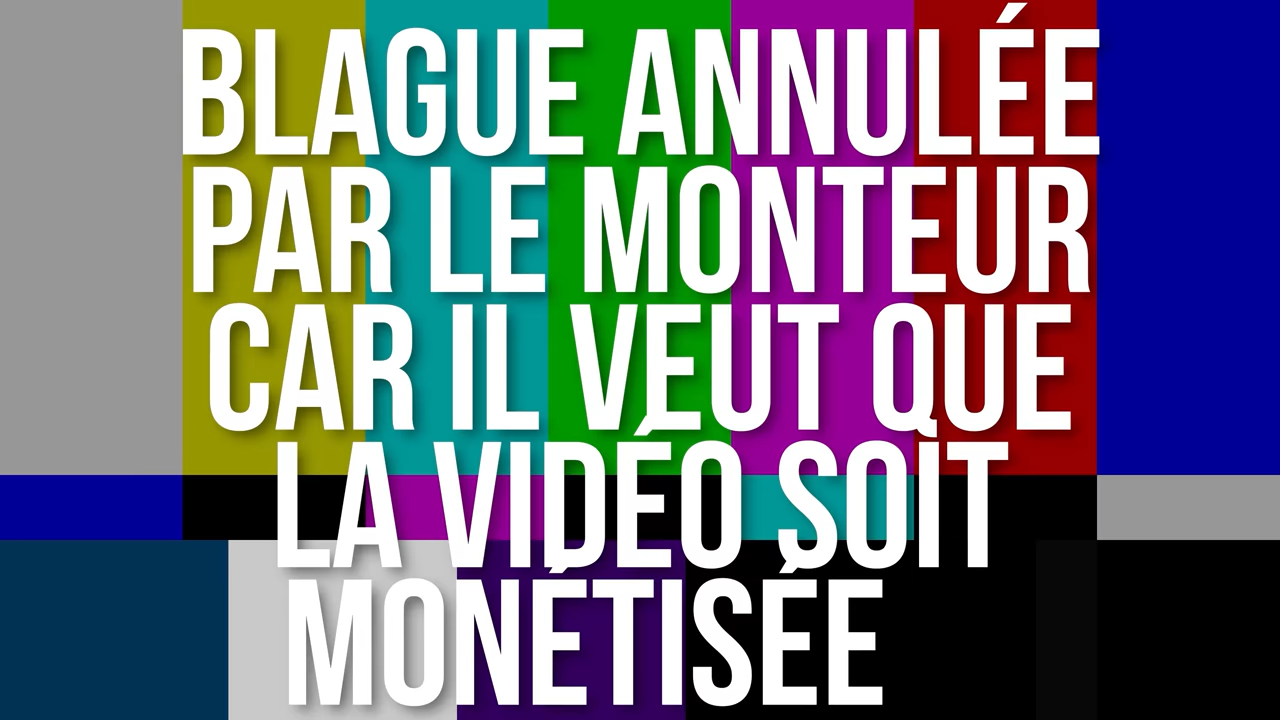 BLAGUE ANNULÉE
PAR LE MONTEUR
CAR IL VEUT QUE
LA VIDÉO SOIT
MONÉTISÉE